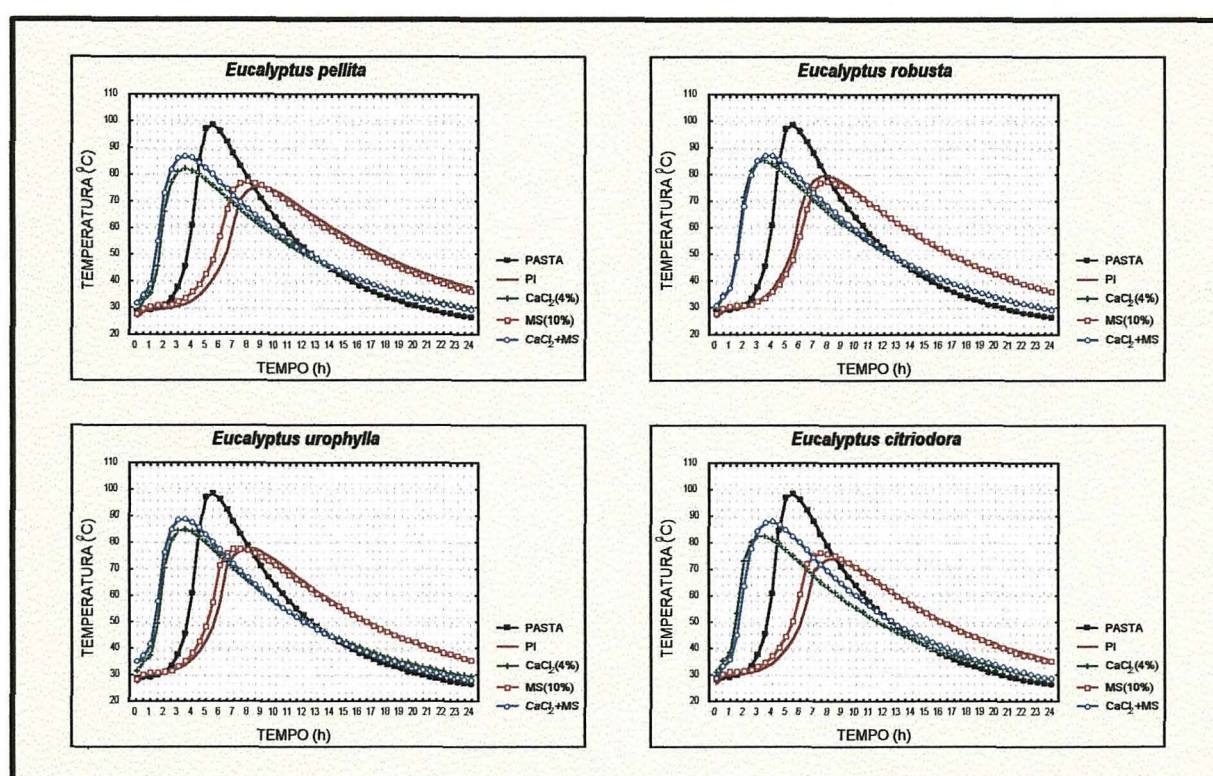 Eucalyptus pellita
TEMPERATURA (°C)
110
100
90
80
70
60
50
40
30
20
0 1 2 3 4 5 6 7 8 9 10 11 12 13 14 15 16 17 18 19 20 21 22 23 24
TEMPO (h)
PASTA
PI
CaCl₂(4%)
MS(10%)
CaCl₂+MS
Eucalyptus robusta
TEMPERATURA (°C)
110
100
90
80
70
60
50
40
30
20
0 1 2 3 4 5 6 7 8 9 10 11 12 13 14 15 16 17 18 19 20 21 22 23 24
TEMPO (h)
PASTA
PI
CaCl₂(4%)
MS(10%)
CaCl₂+MS
Eucalyptus urophylla
TEMPERATURA (°C)
110
100
90
80
70
60
50
40
30
20
0 1 2 3 4 5 6 7 8 9 10 11 12 13 14 15 16 17 18 19 20 21 22 23 24
TEMPO (h)
PASTA
PI
CaCl₂(4%)
MS(10%)
CaCl₂+MS
Eucalyptus citriodora
TEMPERATURA (°C)
110
100
90
80
70
60
50
40
30
20
0 1 2 3 4 5 6 7 8 9 10 11 12 13 14 15 16 17 18 19 20 21 22 23 24
TEMPO (h)
PASTA
PI
CaCl₂(4%)
MS(10%)
CaCl₂+MS